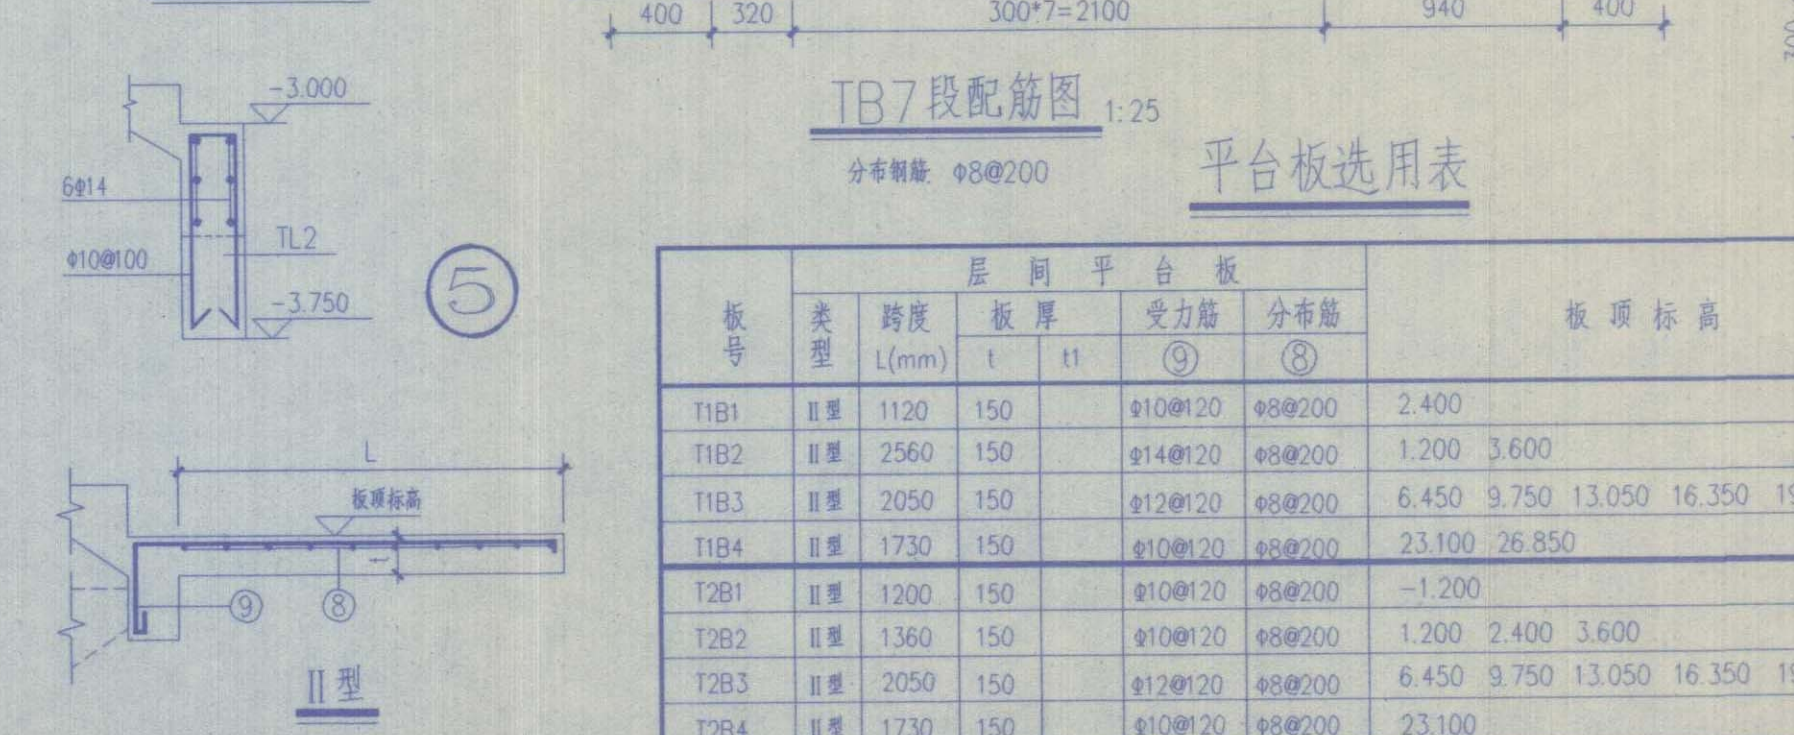 400 320 300*7=2100 940 400
-3.000
TB7段配筋图 1:25
分布钢筋: Φ8@200
平台板选用表
6Φ14
TL2
Φ10@100
-3.750
5
层间平台板
板号 类型 跨度 L(mm) 板厚 t t1 受力筋 ⑨ 分布筋 ⑧ 板顶标高
T1B1 Ⅱ型 1120 150 Φ10@120 Φ8@200 2.400
T1B2 Ⅱ型 2560 150 Φ14@120 Φ8@200 1.200 3.600
T1B3 Ⅱ型 2050 150 Φ12@120 Φ8@200 6.450 9.750 13.050 16.350
T1B4 Ⅱ型 1730 150 Φ10@120 Φ8@200 23.100 26.850
T2B1 Ⅱ型 1200 150 Φ10@120 Φ8@200 -1.200
T2B2 Ⅱ型 1360 150 Φ10@120 Φ8@200 1.200 2.400 3.600
T2B3 Ⅱ型 2050 150 Φ12@120 Φ8@200 6.450 9.750 13.050 16.350
T2B4 Ⅱ型 1730 150 Φ10@120 Φ8@200 23.100
L
板顶标高
t
⑨ ⑧
Ⅱ型